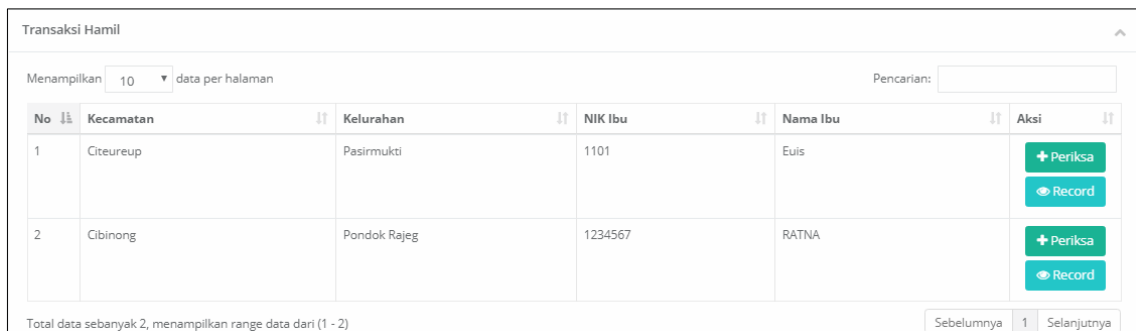 Transaksi Hamil
Menampilkan 10 data per halaman Pencarian:
No Kecamatan Kelurahan NIK Ibu Nama Ibu Aksi
1 Citeureup Pasirmukti 1101 Euis Periksa
Record
2 Cibinong Pondok Rajeg 1234567 RATNA Periksa
Record
Total data sebanyak 2, menampilkan range data dari (1 - 2) Sebelumnya 1 Selanjutnya